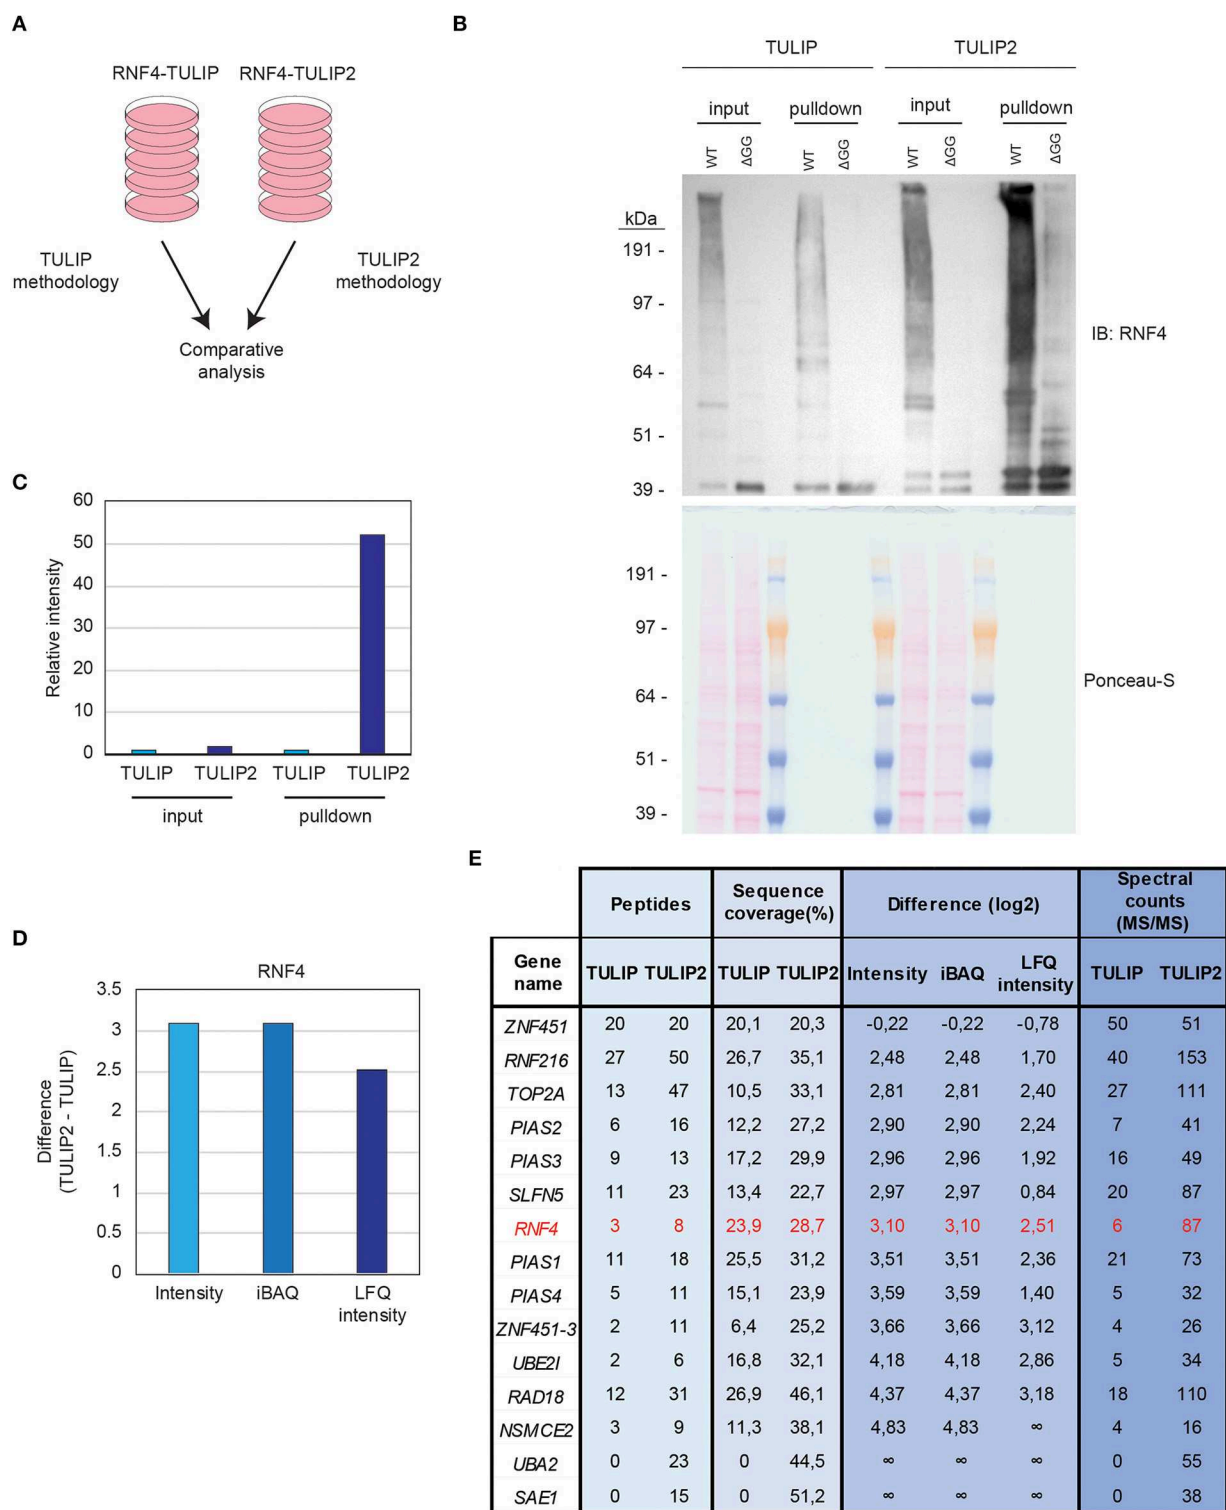 A
RNF4-TULIP RNF4-TULIP2
TULIP
methodology
TULIP2
methodology
Comparative
analysis
B
TULIP TULIP2
input pulldown input pulldown
WT ΔGG WT ΔGG WT ΔGG WT ΔGG
kDa
191 -
97 -
64 -
51 -
39 -
IB: RNF4
191 -
97 -
64 -
51 -
39 -
Ponceau-S
C
Relative intensity
60
50
40
30
20
10
0
TULIP TULIP2 TULIP TULIP2
input pulldown
D
RNF4
Difference
(TULIP2 - TULIP)
3.5
3
2.5
2
1.5
1
0.5
0
Intensity iBAQ LFQ
intensity
E
Peptides Sequence coverage(%) Difference (log2) Spectral counts (MS/MS)
Gene name TULIP TULIP2 TULIP TULIP2 Intensity iBAQ LFQ intensity TULIP TULIP2
ZNF451 20 20 20,1 20,3 -0,22 -0,22 -0,78 50 51
RNF216 27 50 26,7 35,1 2,48 2,48 1,70 40 153
TOP2A 13 47 10,5 33,1 2,81 2,81 2,40 27 111
PIAS2 6 16 12,2 27,2 2,90 2,90 2,24 7 41
PIAS3 9 13 17,2 29,9 2,96 2,96 1,92 16 49
SLFN5 11 23 13,4 22,7 2,97 2,97 0,84 20 87
RNF4 3 8 23,9 28,7 3,10 3,10 2,51 6 87
PIAS1 11 18 25,5 31,2 3,51 3,51 2,36 21 73
PIAS4 5 11 15,1 23,9 3,59 3,59 1,40 5 32
ZNF451-3 2 11 6,4 25,2 3,66 3,66 3,12 4 26
UBE2I 2 6 16,8 32,1 4,18 4,18 2,86 5 34
RAD18 12 31 26,9 46,1 4,37 4,37 3,18 18 110
NSMCE2 3 9 11,3 38,1 4,83 4,83 ∞ 4 16
UBA2 0 23 0 44,5 ∞ ∞ ∞ 0 55
SAE1 0 15 0 51,2 ∞ ∞ ∞ 0 38